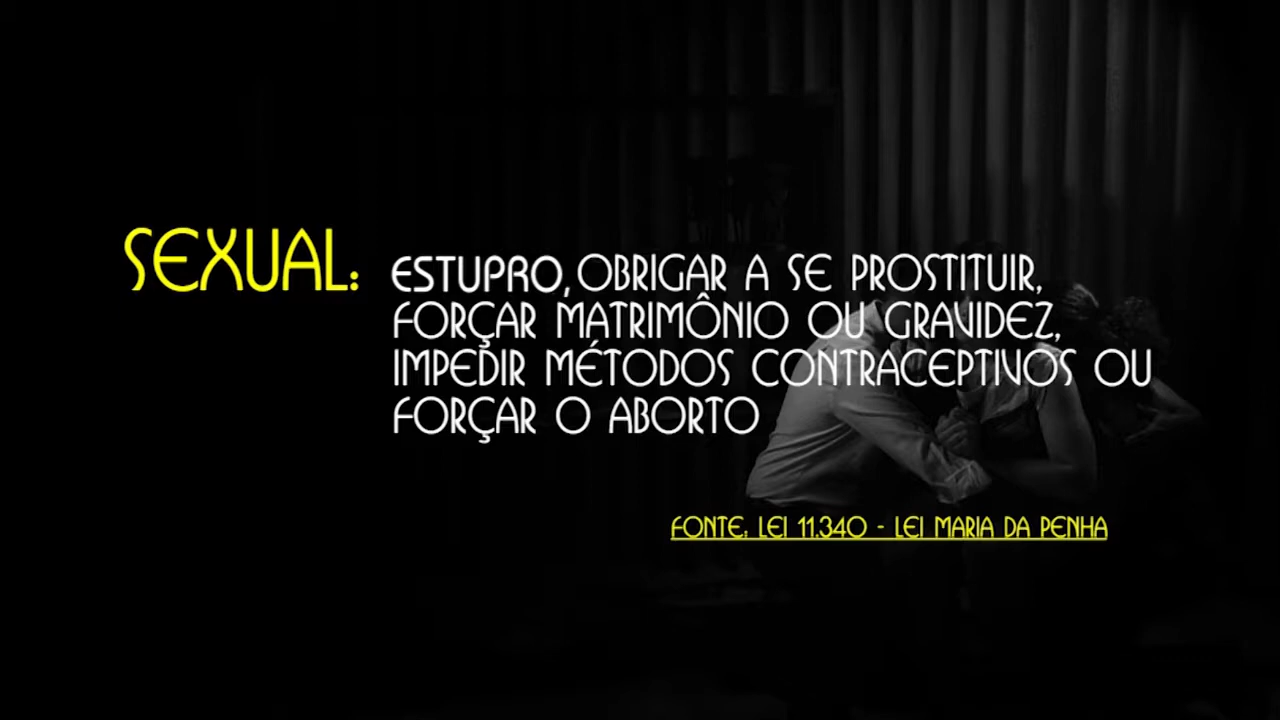 SEXUAL: ESTUPRO, OBRIGAR A SE PROSTITUIR,
FORÇAR MATRIMÔNIO OU GRAVIDEZ,
IMPEDIR MÉTODOS CONTRACEPTIVOS OU
FORÇAR O ABORTO
FONTE: LEI 11.340 - LEI MARIA DA PENHA